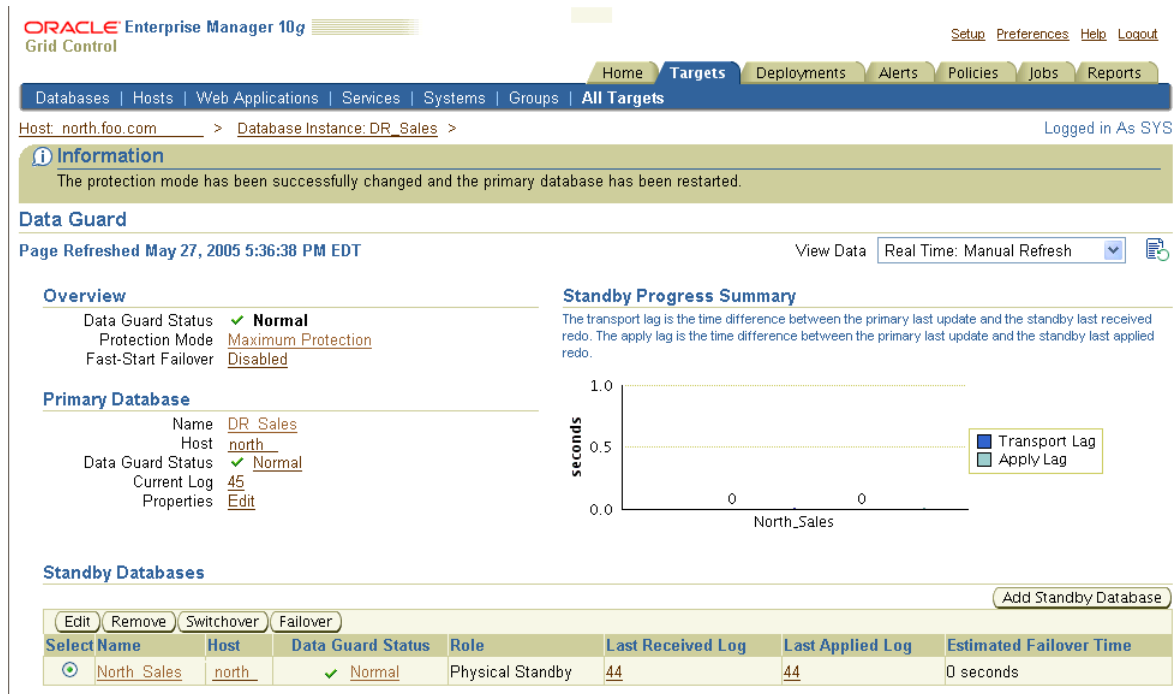 ORACLE Enterprise Manager 10g
Grid Control
Setup Preferences Help Logout
Home Targets Deployments Alerts Policies Jobs Reports
Databases | Hosts | Web Applications | Services | Systems | Groups | All Targets
Host: north.foo.com > Database Instance: DR_Sales >
Logged in As SYS
Information
The protection mode has been successfully changed and the primary database has been restarted.
Data Guard
Page Refreshed May 27, 2005 5:36:38 PM EDT
View Data Real Time: Manual Refresh
Overview
Data Guard Status Normal
Protection Mode Maximum Protection
Fast-Start Failover Disabled
Primary Database
Name DR_Sales
Host north
Data Guard Status Normal
Current Log 45
Properties Edit
Standby Progress Summary
The transport lag is the time difference between the primary last update and the standby last received
redo. The apply lag is the time difference between the primary last update and the standby last applied
redo.
1.0
seconds
0.5
0.0
0 0
North_Sales
Transport Lag
Apply Lag
Standby Databases
Add Standby Database
Edit Remove Switchover Failover
Select Name Host Data Guard Status Role Last Received Log Last Applied Log Estimated Failover Time
North_Sales north Normal Physical Standby 44 44 0 seconds